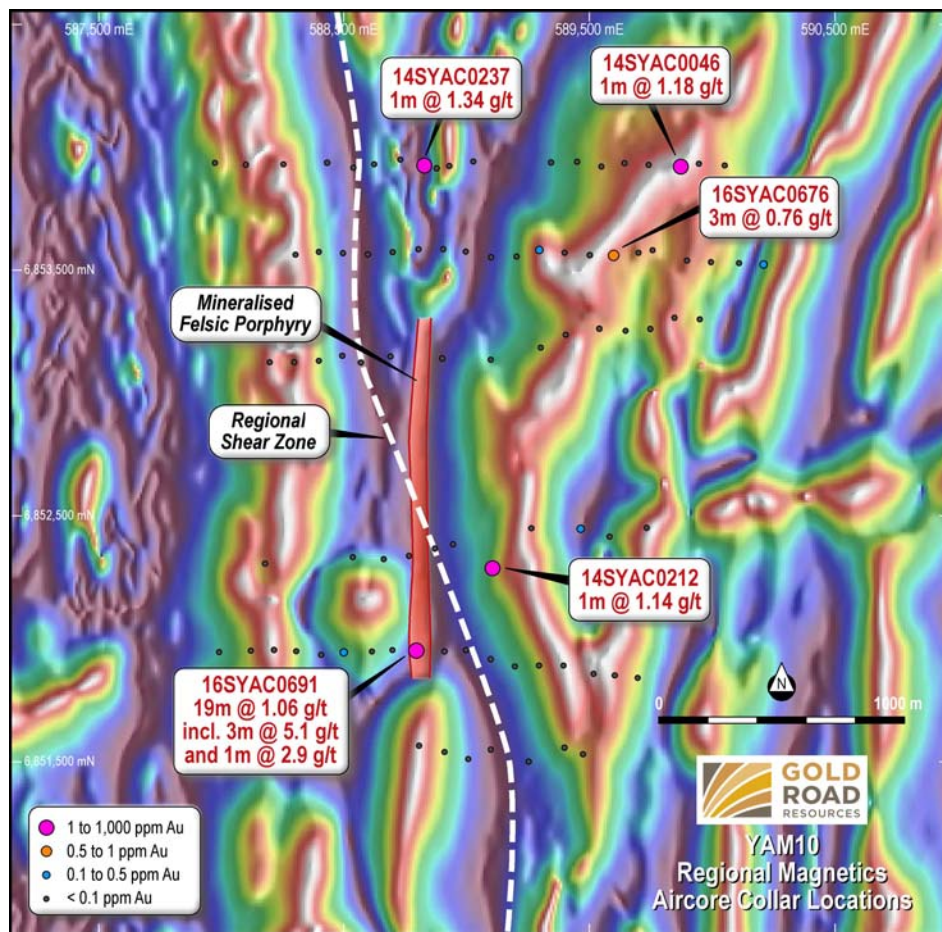 587,500 mE
588,500 mE
589,500 mE
590,500 mE
14SYAC0237
1m @ 1.34 g/t
14SYAC0046
1m @ 1.18 g/t
16SYAC0676
3m @ 0.76 g/t
6,853,500 mN
Mineralised
Felsic Porphyry
Regional
Shear Zone
6,852,500 mN
14SYAC0212
1m @ 1.14 g/t
16SYAC0691
19m @ 1.06 g/t
incl. 3m @ 5.1 g/t
and 1m @ 2.9 g/t
N
0
1000 m
6,851,500 mN
GOLD
ROAD
RESOURCES
1 to 1,000 ppm Au
0.5 to 1 ppm Au
0.1 to 0.5 ppm Au
< 0.1 ppm Au
YAM10
Regional Magnetics
Aircore Collar Locations